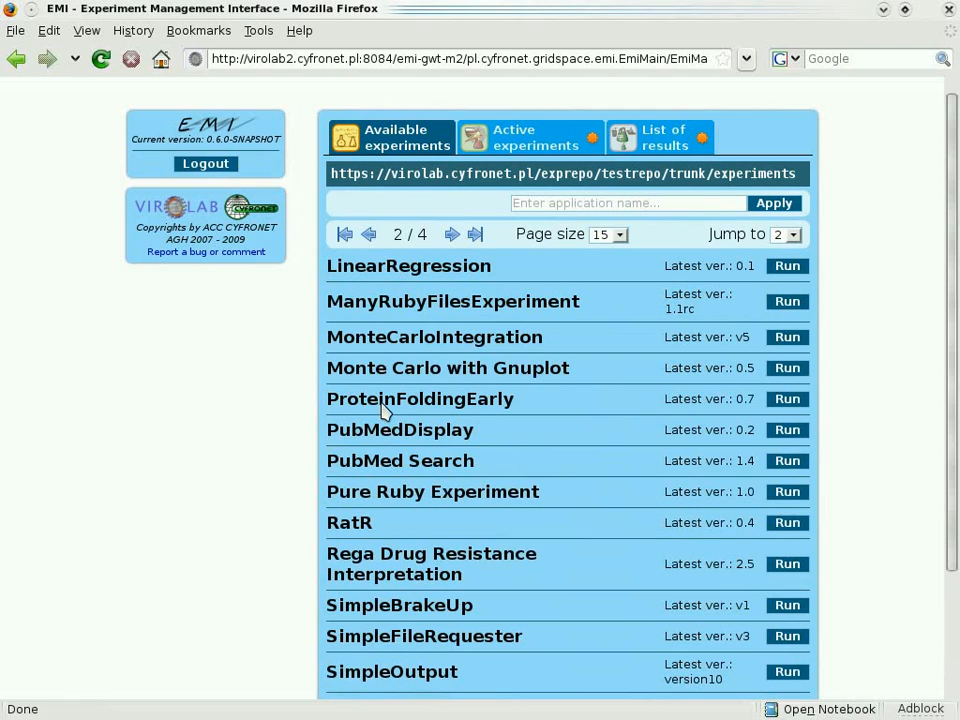 EMI - Experiment Management Interface - Mozilla Firefox
File Edit View History Bookmarks Tools Help
http://virolab2.cyfronet.pl:8084/emi-gwt-m2/pl.cyfronet.gridspace.emi.EmiMain/EmiMa
G Google
EMI
Current version: 0.6.0-SNAPSHOT
Logout
VIROLAB CYFRONET
Copyrights by ACC CYFRONET
AGH 2007 - 2009
Report a bug or comment
Available experiments
Active experiments
List of results
https://virolab.cyfronet.pl/exprepo/testrepo/trunk/experiments
Enter application name... Apply
2 / 4 Page size 15 Jump to 2
LinearRegression Latest ver.: 0.1 Run
ManyRubyFilesExperiment Latest ver.: 1.1rc Run
MonteCarloIntegration Latest ver.: v5 Run
Monte Carlo with Gnuplot Latest ver.: 0.5 Run
ProteinFoldingEarly Latest ver.: 0.7 Run
PubMedDisplay Latest ver.: 0.2 Run
PubMed Search Latest ver.: 1.4 Run
Pure Ruby Experiment Latest ver.: 1.0 Run
RatR Latest ver.: 0.4 Run
Rega Drug Resistance
Interpretation Latest ver.: 2.5 Run
SimpleBrakeUp Latest ver.: v1 Run
SimpleFileRequester Latest ver.: v3 Run
SimpleOutput Latest ver.: version10 Run
Done Open Notebook Adblock